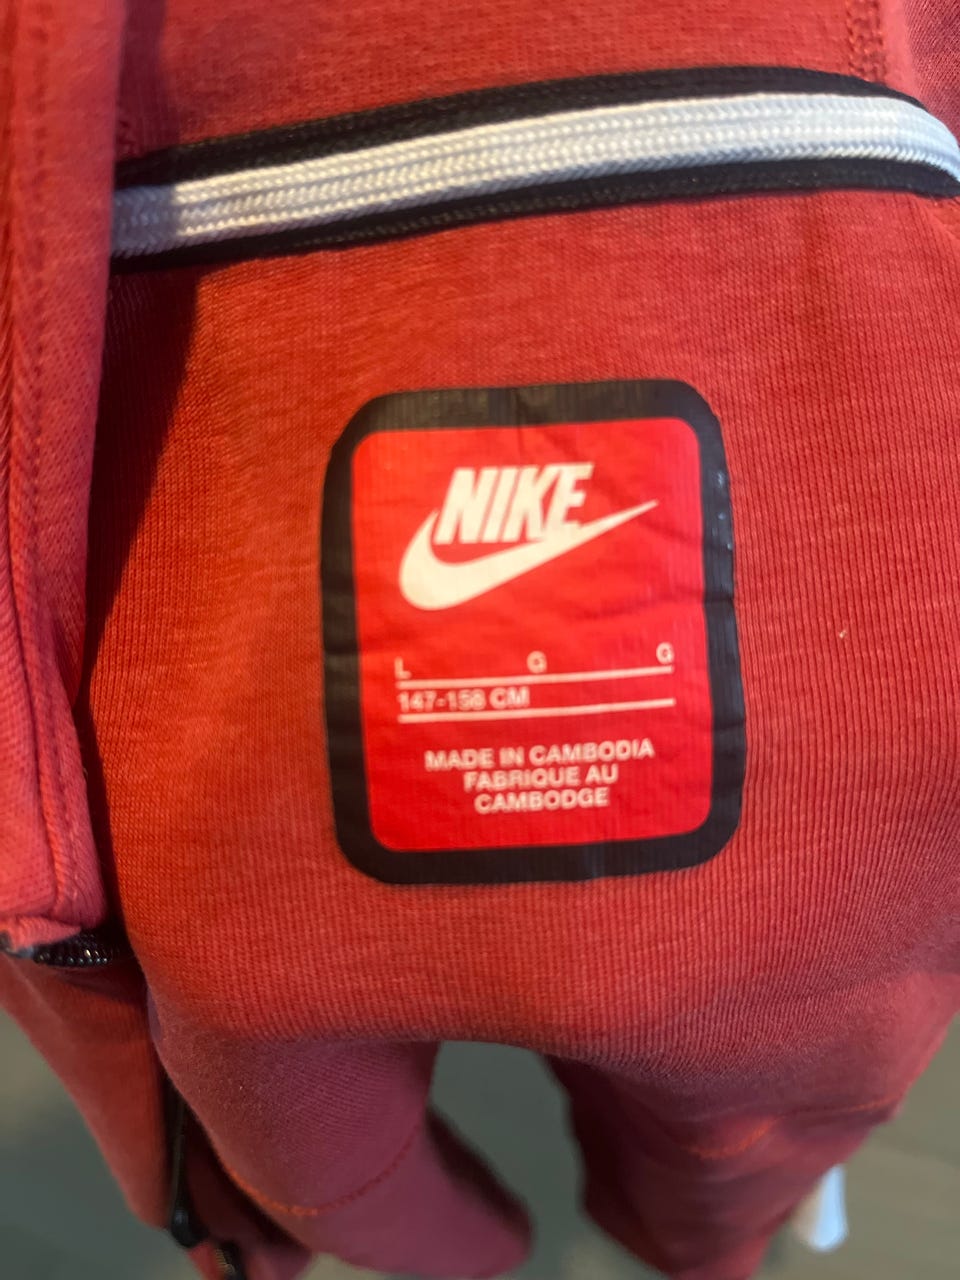 NIKE
L G G
147-158 CM
MADE IN CAMBODIA
FABRIQUE AU
CAMBODGE